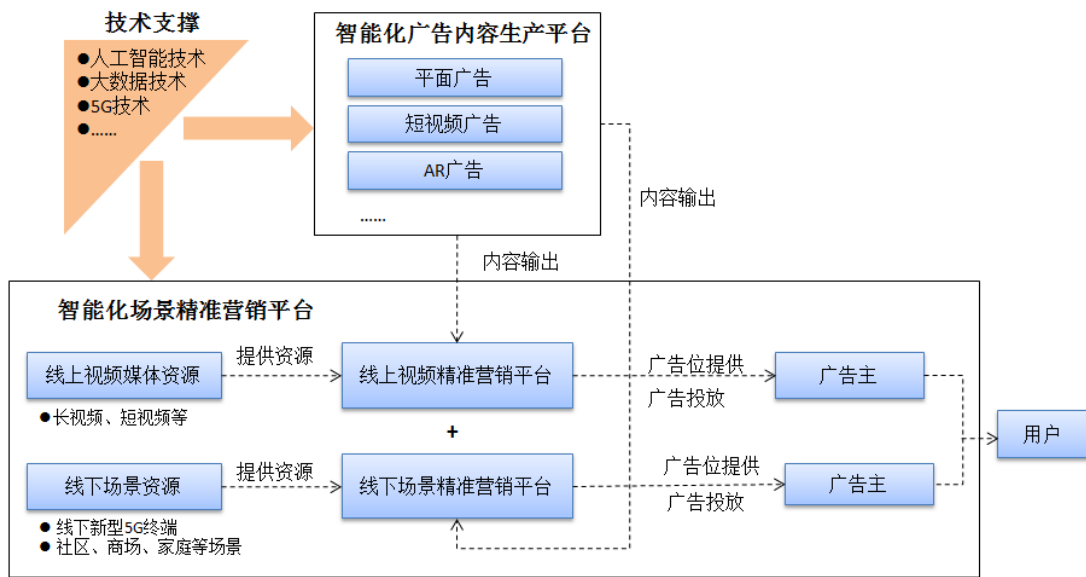 技术支撑
●人工智能技术
●大数据技术
●5G技术
●......
智能化广告内容生产平台
平面广告
短视频广告
AR广告
......
内容输出
内容输出
智能化场景精准营销平台
线上视频媒体资源
提供资源
线上视频精准营销平台
广告位提供
广告投放
广告主
●长视频、短视频等
+
用户
线下场景资源
提供资源
线下场景精准营销平台
广告位提供
广告投放
广告主
● 线下新型5G终端
● 社区、商场、家庭等场景